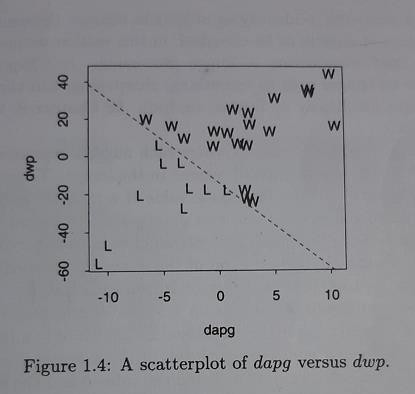 W
40
W W
W
W W
20
W W W W
W W W
W
L W W W W
0
L L
L L L W
-20
L W W W
L
-40
L
L
-60
dwp
-10 -5 0 5 10
dapg
Figure 1.4: A scatterplot of dapg versus dwp.